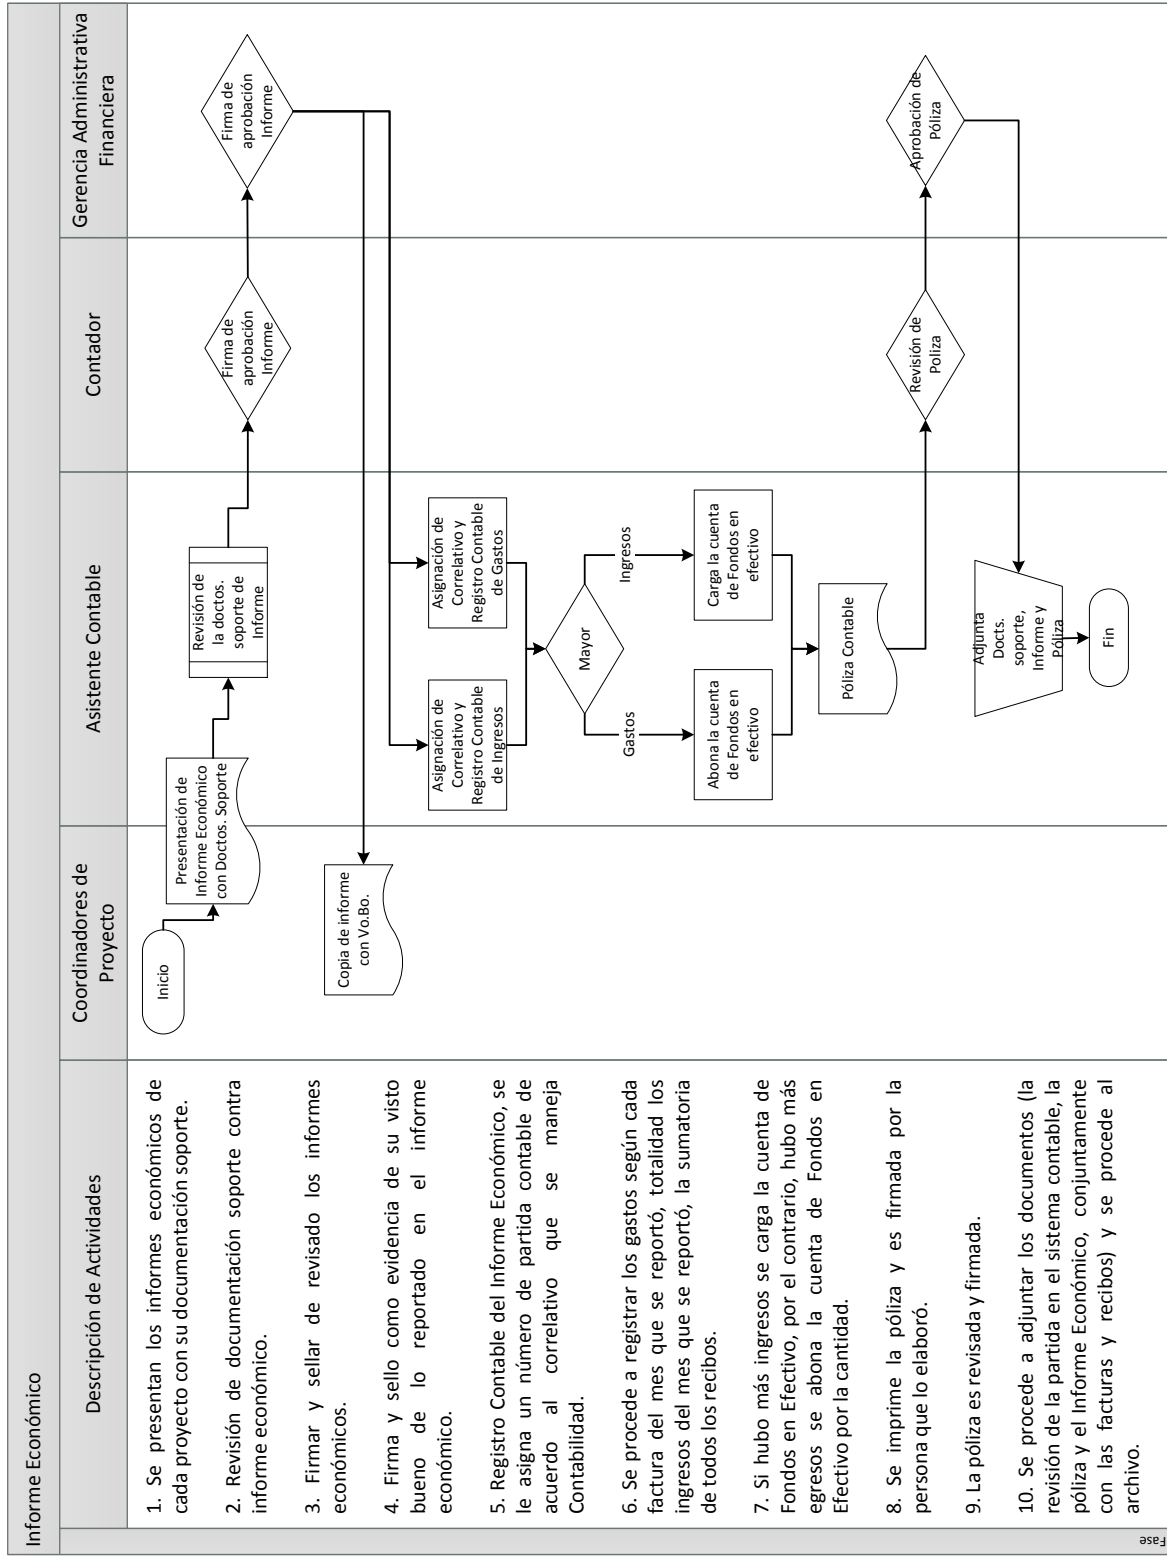 Informe Económico
Descripción de Actividades
Coordinadores de
Proyecto
Asistente Contable
Contador
Gerencia Administrativa
Financiera
Fase
1. Se presentan los informes económicos de
cada proyecto con su documentación soporte.
2. Revisión de documentación soporte contra
informe económico.
3. Firmar y sellar de revisado los informes
económicos.
4. Firma y sello como evidencia de su visto
bueno de lo reportado en el informe
económico.
5. Registro Contable del Informe Económico, se
le asigna un número de partida contable de
acuerdo al correlativo que se maneja
Contabilidad.
6. Se procede a registrar los gastos según cada
factura del mes que se reportó, totalidad los
ingresos del mes que se reportó, la sumatoria
de todos los recibos.
7. Si hubo más ingresos se carga la cuenta de
Fondos en Efectivo, por el contrario, hubo más
egresos se abona la cuenta de Fondos en
Efectivo por la cantidad.
8. Se imprime la póliza y es firmada por la
persona que lo elaboró.
9. La póliza es revisada y firmada.
10. Se procede a adjuntar los documentos (la
revisión de la partida en el sistema contable, la
póliza y el Informe Económico, conjuntamente
con las facturas y recibos) y se procede al
archivo.
Inicio
Presentación de
Informe Económico
con Doctos. Soporte
Revisión de
la doctos.
soporte de
Informe
Firma de
aprobación
Informe
Firma de
aprobación
Informe
Copia de informe
con Vo.Bo.
Asignación de
Correlativo y
Registro Contable
de Ingresos
Asignación de
Correlativo y
Registro Contable
de Gastos
Mayor
Gastos
Ingresos
Abona la cuenta
de Fondos en
efectivo
Carga la cuenta
de Fondos en
efectivo
Póliza Contable
Revisión de
Poliza
Aprobación de
Póliza
Adjunta
Docts.
soporte,
Informe y
Póliza
Fin